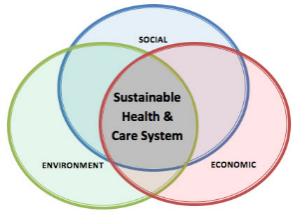 SOCIAL
Sustainable
Health &
Care System
ENVIRONMENT
ECONOMIC